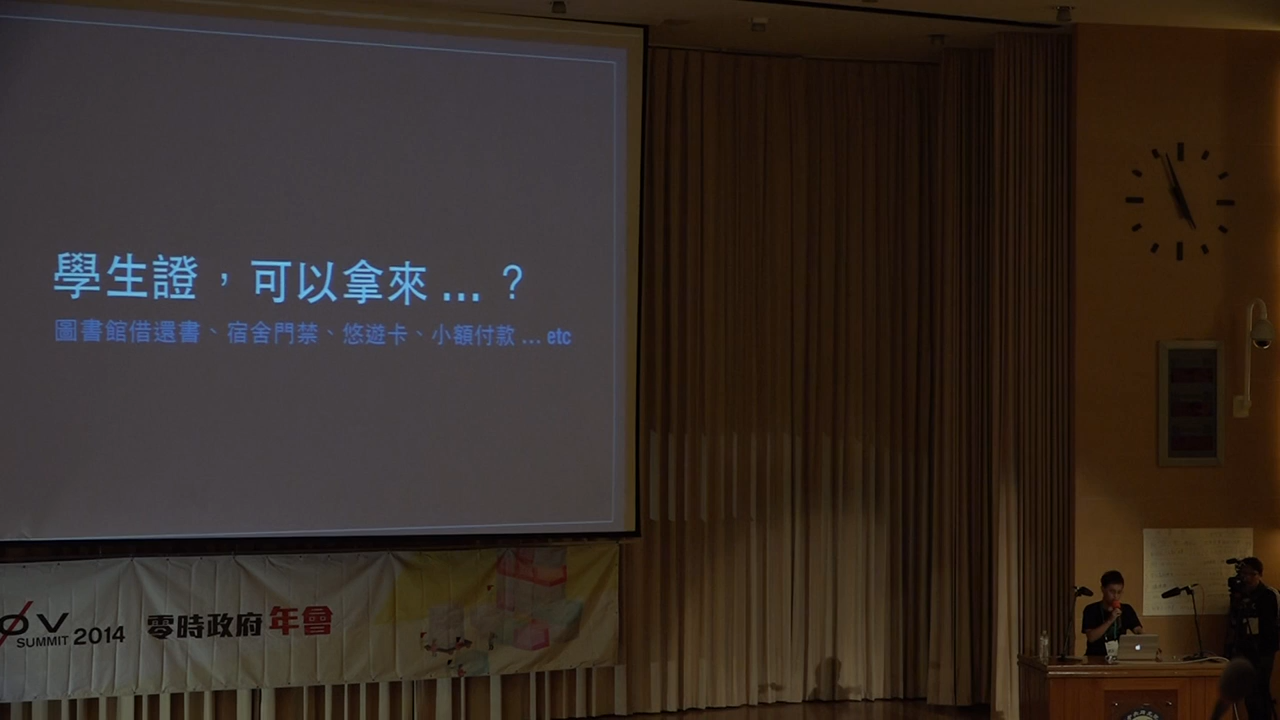 學生證，可以拿來 ... ？
圖書館借還書、宿舍門禁、悠遊卡、小額付款 ... etc
SUMMIT 2014
零時政府年會